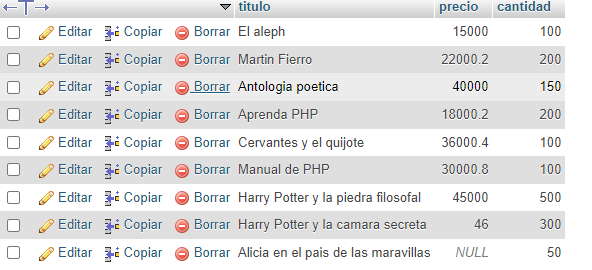 titulo precio cantidad
Editar Copiar Borrar El aleph 15000 100
Editar Copiar Borrar Martin Fierro 22000.2 200
Editar Copiar Borrar Antologia poetica 40000 150
Editar Copiar Borrar Aprenda PHP 18000.2 200
Editar Copiar Borrar Cervantes y el quijote 36000.4 100
Editar Copiar Borrar Manual de PHP 30000.8 100
Editar Copiar Borrar Harry Potter y la piedra filosofal 45000 500
Editar Copiar Borrar Harry Potter y la camara secreta 46 300
Editar Copiar Borrar Alicia en el pais de las maravillas NULL 50